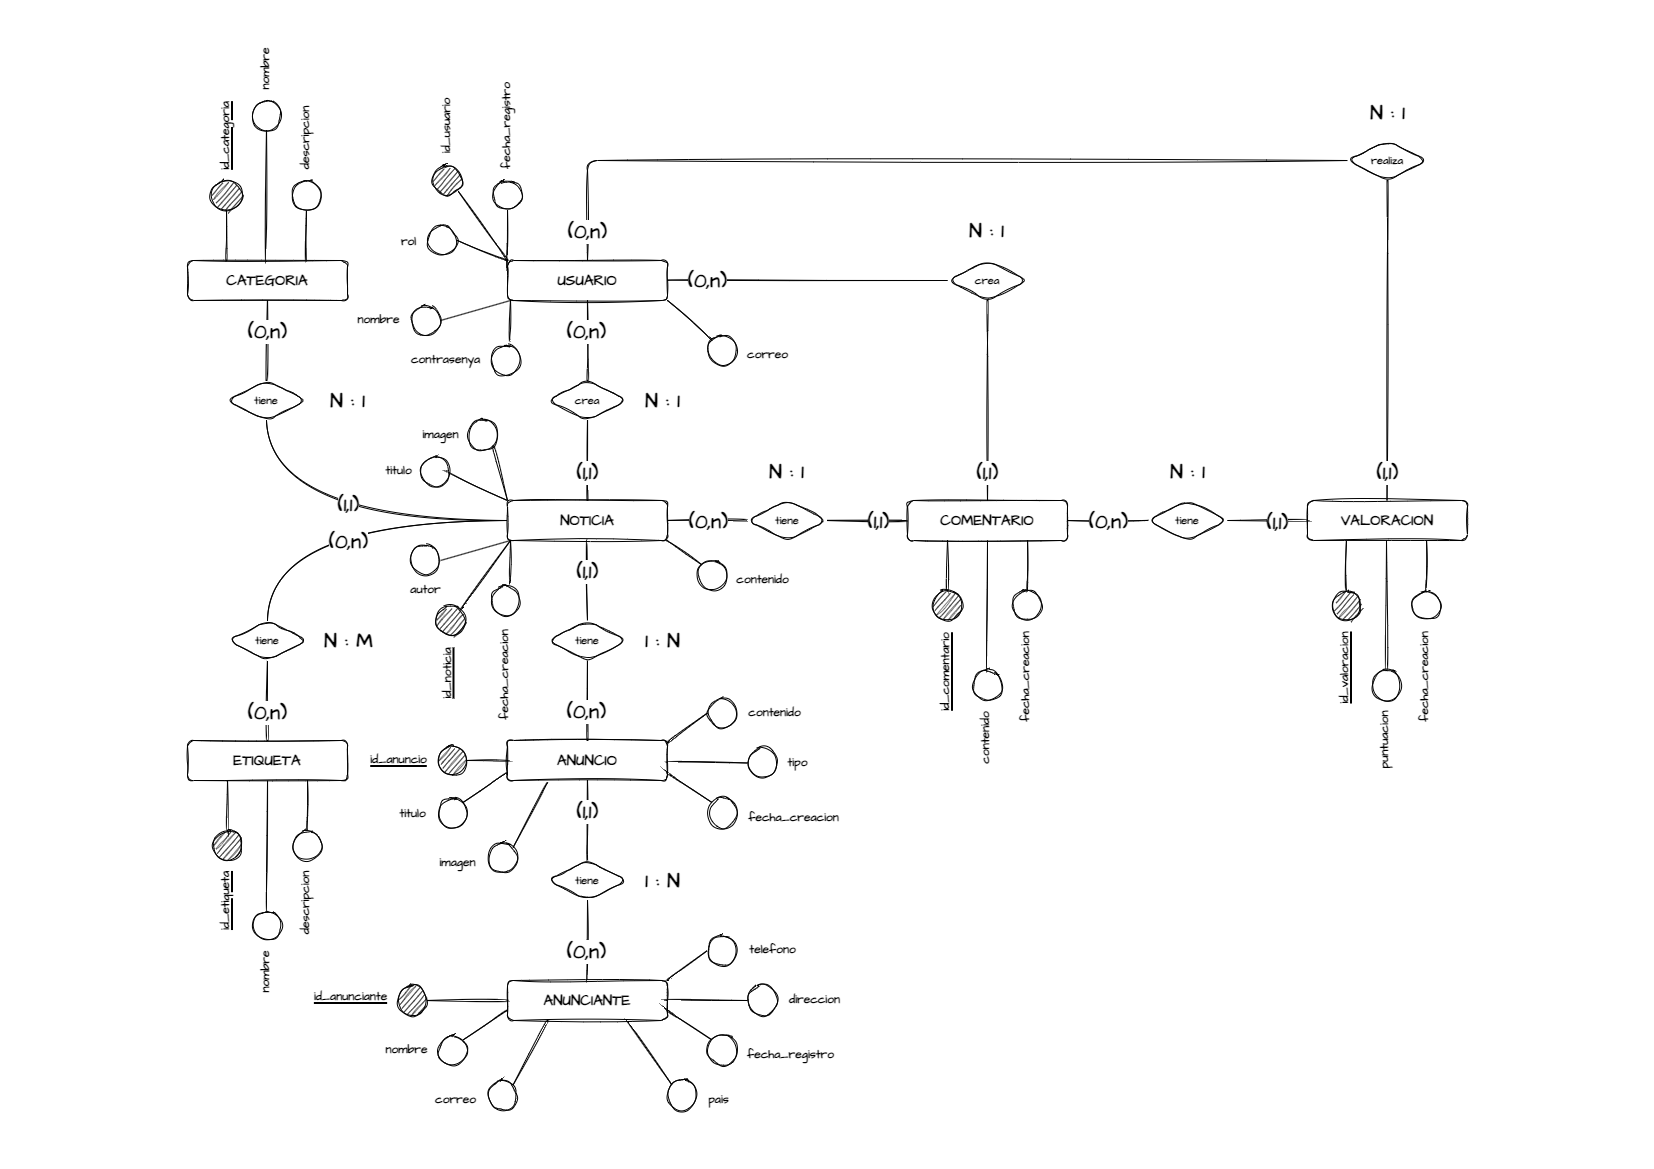 nombre
id_categoria
descripcion
CATEGORIA
(0,n)
tiene
N : 1
(1,1)
id_usuario
fecha_registro
rol
nombre
contrasenya
correo
USUARIO
(0,n)
(0,n)
(0,n)
N : 1
realiza
N : 1
crea
crea
N : 1
(1,1)
(1,1)
(1,1)
imagen
titulo
NOTICIA
autor
id_noticia
fecha_creacion
contenido
(0,n)
N : 1
tiene
(1,1)
COMENTARIO
id_comentario
contenido
fecha_creacion
(0,n)
N : 1
tiene
(1,1)
VALORACION
id_valoracion
puntuacion
fecha_creacion
(0,n)
tiene
N : M
(0,n)
ETIQUETA
id_etiqueta
nombre
descripcion
(1,1)
tiene
1 : N
(0,n)
ANUNCIO
id_anuncio
titulo
imagen
contenido
tipo
fecha_creacion
(1,1)
tiene
1 : N
(0,n)
ANUNCIANTE
id_anunciante
nombre
correo
telefono
direccion
fecha_registro
pais